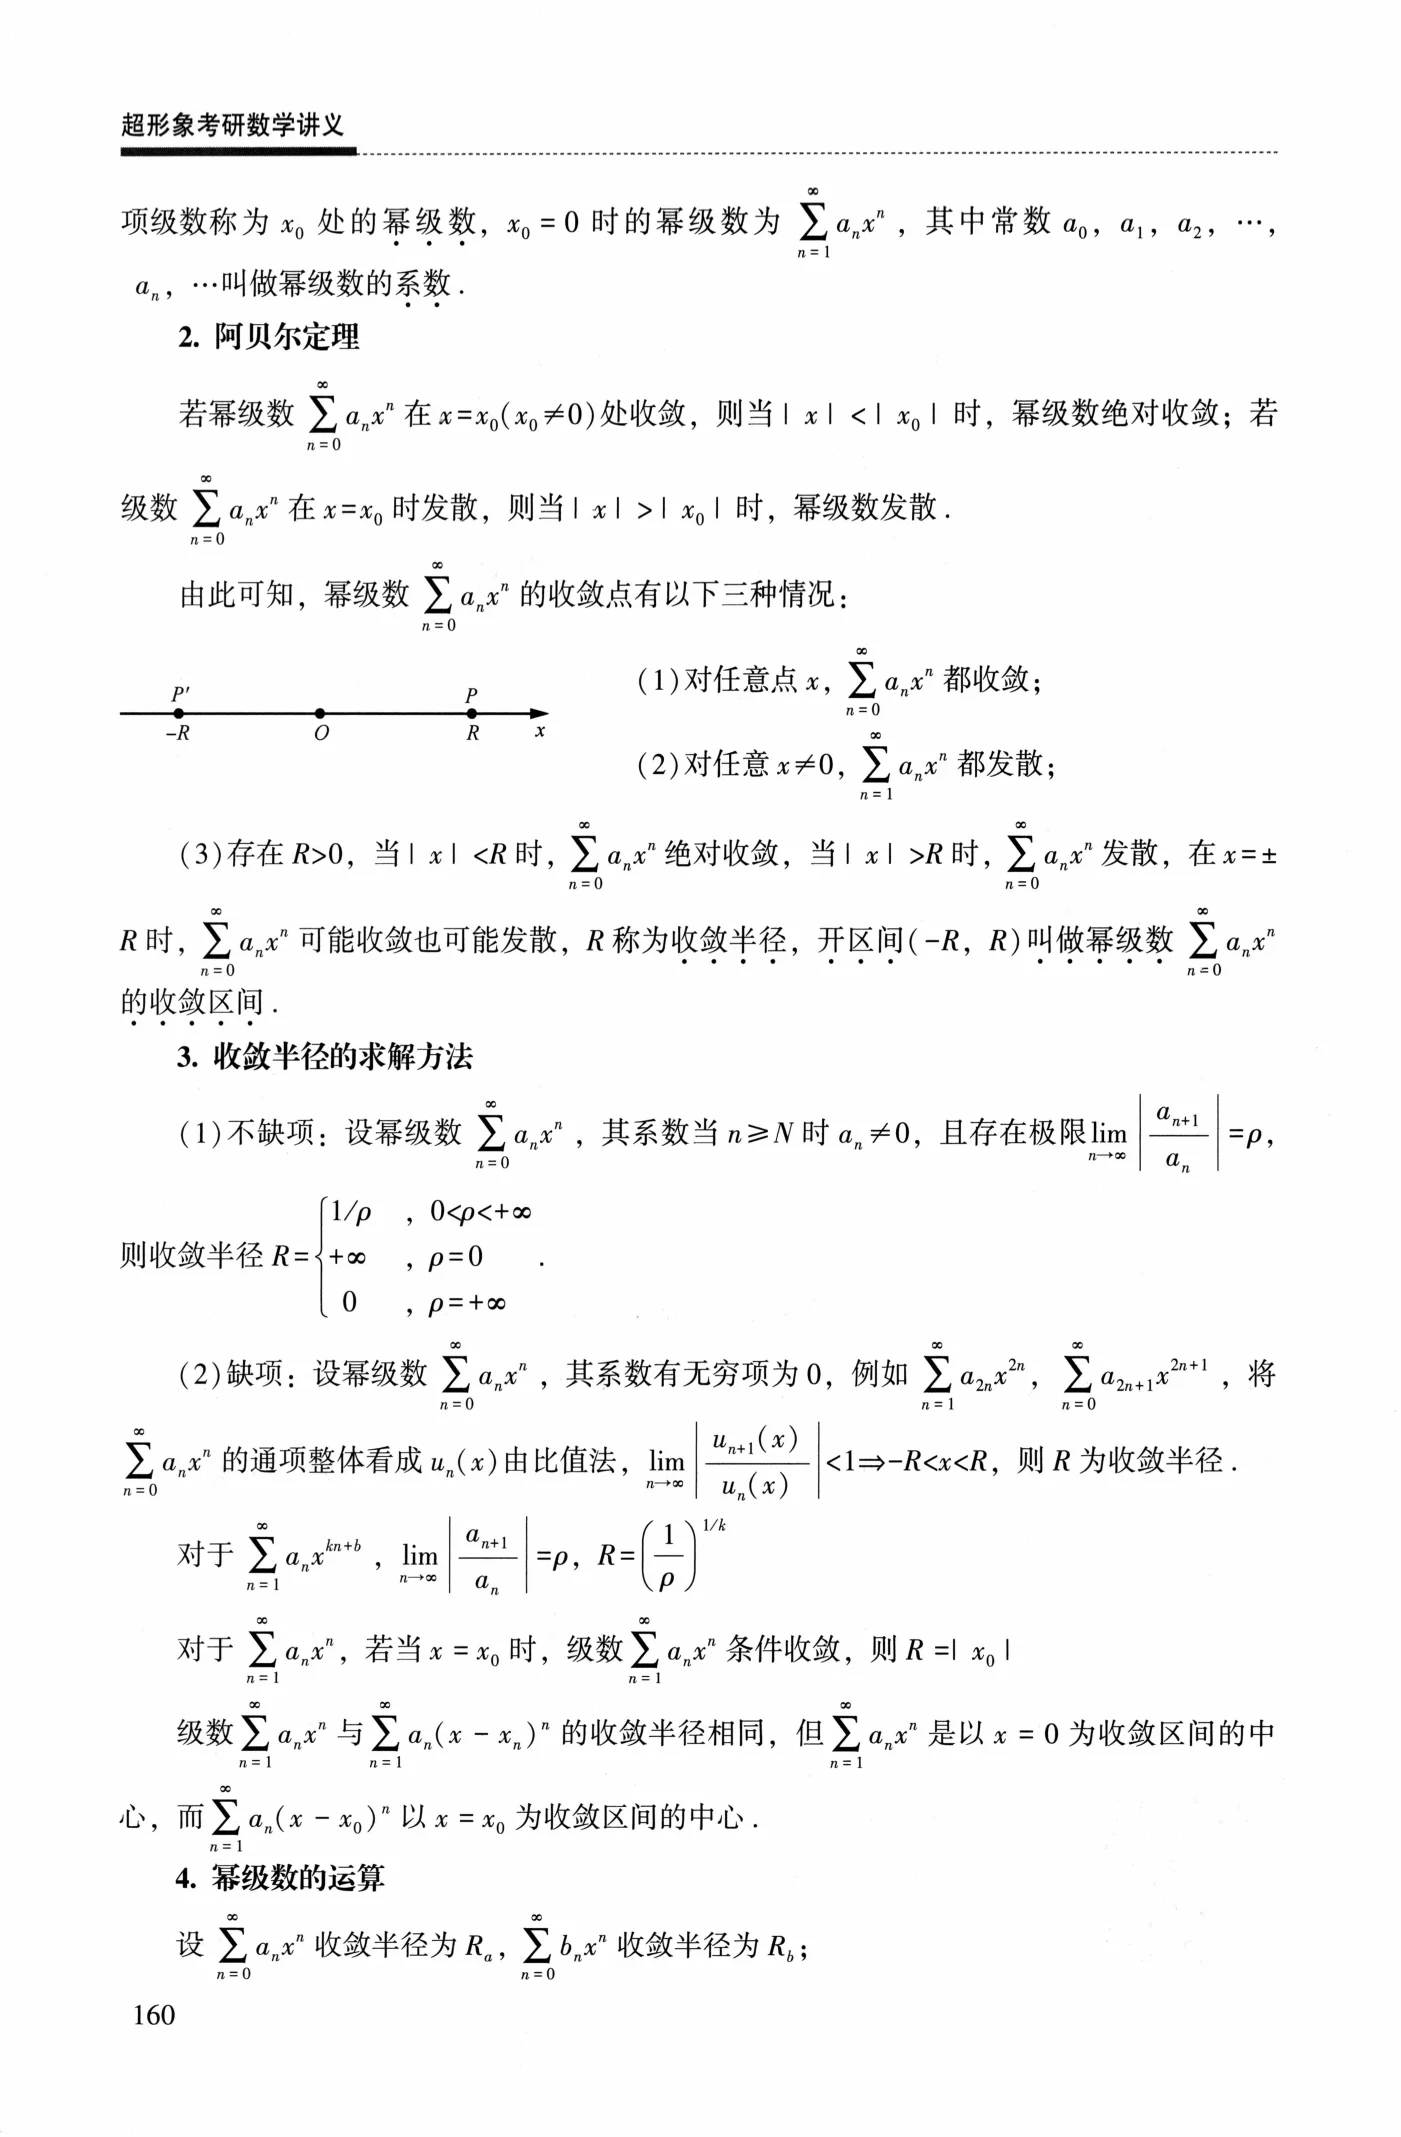 超形象考研数学讲义
项级数称为 $x_0$ 处的幂级数，$x_0=0$ 时的幂级数为 $\sum_{n=1}^{\infty} a_n x^n$，其中常数 $a_0$，$a_1$，$a_2$，…，
$a_n$，…叫做幂级数的系数.
2. 阿贝尔定理
若幂级数 $\sum_{n=0}^{\infty} a_n x^n$ 在 $x=x_0(x_0≠0)$处收敛，则当$|x|<|x_0|$时，幂级数绝对收敛；若
级数 $\sum_{n=0}^{\infty} a_n x^n$ 在 $x=x_0$ 时发散，则当$|x|>|x_0|$时，幂级数发散.
由此可知，幂级数 $\sum_{n=0}^{\infty} a_n x^n$ 的收敛点有以下三种情况：
P′ P
-R O R x
(1)对任意点 $x$，$\sum_{n=0}^{\infty} a_n x^n$ 都收敛；
(2)对任意 $x≠0$，$\sum_{n=1}^{\infty} a_n x^n$ 都发散；
(3)存在 $R>0$，当$|x|<R$ 时，$\sum_{n=0}^{\infty} a_n x^n$ 绝对收敛，当$|x|>R$ 时，$\sum_{n=0}^{\infty} a_n x^n$ 发散，在 $x=±$
$R$ 时，$\sum_{n=0}^{\infty} a_n x^n$ 可能收敛也可能发散，$R$ 称为收敛半径，开区间$(-R，R)$叫做幂级数 $\sum_{n=0}^{\infty} a_n x^n$
的收敛区间.
3. 收敛半径的求解方法
(1)不缺项：设幂级数 $\sum_{n=0}^{\infty} a_n x^n$，其系数当 $n⩾N$ 时 $a_n≠0$，且存在极限$\lim_{n→∞}\left|\frac{a_{n+1}}{a_n}\right|=ρ$，
则收敛半径 $R=\begin{cases}1/ρ & ，0<ρ<+∞\\+∞ & ，ρ=0\\0 & ，ρ=+∞\end{cases}$.
(2)缺项：设幂级数 $\sum_{n=0}^{\infty} a_n x^n$，其系数有无穷项为 0，例如 $\sum_{n=1}^{\infty} a_{2n} x^{2n}$，$\sum_{n=0}^{\infty} a_{2n+1} x^{2n+1}$，将
$\sum_{n=0}^{\infty} a_n x^n$ 的通项整体看成 $u_n(x)$由比值法，$\lim_{n→∞}\left|\frac{u_{n+1}(x)}{u_n(x)}\right|<1⇒-R<x<R$，则 $R$ 为收敛半径.
对于 $\sum_{n=1}^{\infty} a_n x^{kn+b}$，$\lim_{n→∞}\left|\frac{a_{n+1}}{a_n}\right|=ρ$，$R=\left(\frac{1}{ρ}\right)^{1/k}$
对于 $\sum_{n=1}^{\infty} a_n x^n$，若当 $x=x_0$ 时，级数$\sum_{n=1}^{\infty} a_n x^n$ 条件收敛，则 $R=|x_0|$
级数$\sum_{n=1}^{\infty} a_n x^n$ 与$\sum_{n=1}^{\infty} a_n(x-x_n)^n$ 的收敛半径相同，但$\sum_{n=1}^{\infty} a_n x^n$ 是以 $x=0$ 为收敛区间的中
心，而$\sum_{n=1}^{\infty} a_n(x-x_0)^n$ 以 $x=x_0$ 为收敛区间的中心.
4. 幂级数的运算
设 $\sum_{n=0}^{\infty} a_n x^n$ 收敛半径为 $R_a$，$\sum_{n=0}^{\infty} b_n x^n$ 收敛半径为 $R_b$；
160